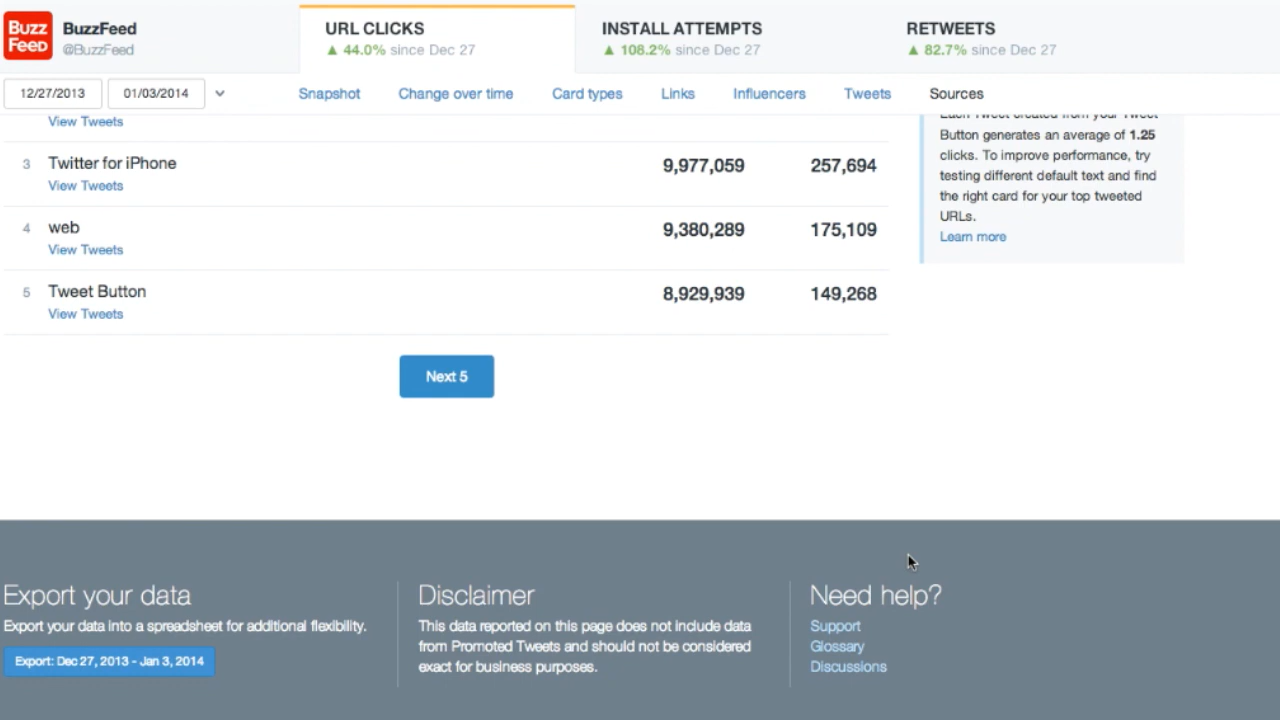 Buzz
Feed
BuzzFeed
@BuzzFeed
URL CLICKS
▲ 44.0% since Dec 27
INSTALL ATTEMPTS
▲ 108.2% since Dec 27
RETWEETS
▲ 82.7% since Dec 27
12/27/2013 01/03/2014
Snapshot Change over time Card types Links Influencers Tweets Sources
View Tweets
3 Twitter for iPhone 9,977,059 257,694
View Tweets
4 web 9,380,289 175,109
View Tweets
5 Tweet Button 8,929,939 149,268
View Tweets
Next 5
Each Tweet created from your Tweet
Button generates an average of 1.25
clicks. To improve performance, try
testing different default text and find
the right card for your top tweeted
URLs.
Learn more
Export your data
Export your data into a spreadsheet for additional flexibility.
Export: Dec 27, 2013 - Jan 3, 2014
Disclaimer
This data reported on this page does not include data
from Promoted Tweets and should not be considered
exact for business purposes.
Need help?
Support
Glossary
Discussions